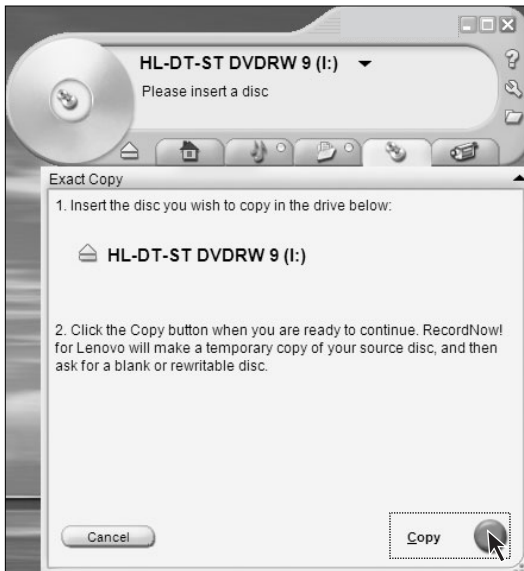 HL-DT-ST DVDRW 9 (I:)
Please insert a disc
Exact Copy
1. Insert the disc you wish to copy in the drive below:
HL-DT-ST DVDRW 9 (I:)
2. Click the Copy button when you are ready to continue. RecordNow!
for Lenovo will make a temporary copy of your source disc, and then
ask for a blank or rewritable disc.
Cancel
Copy